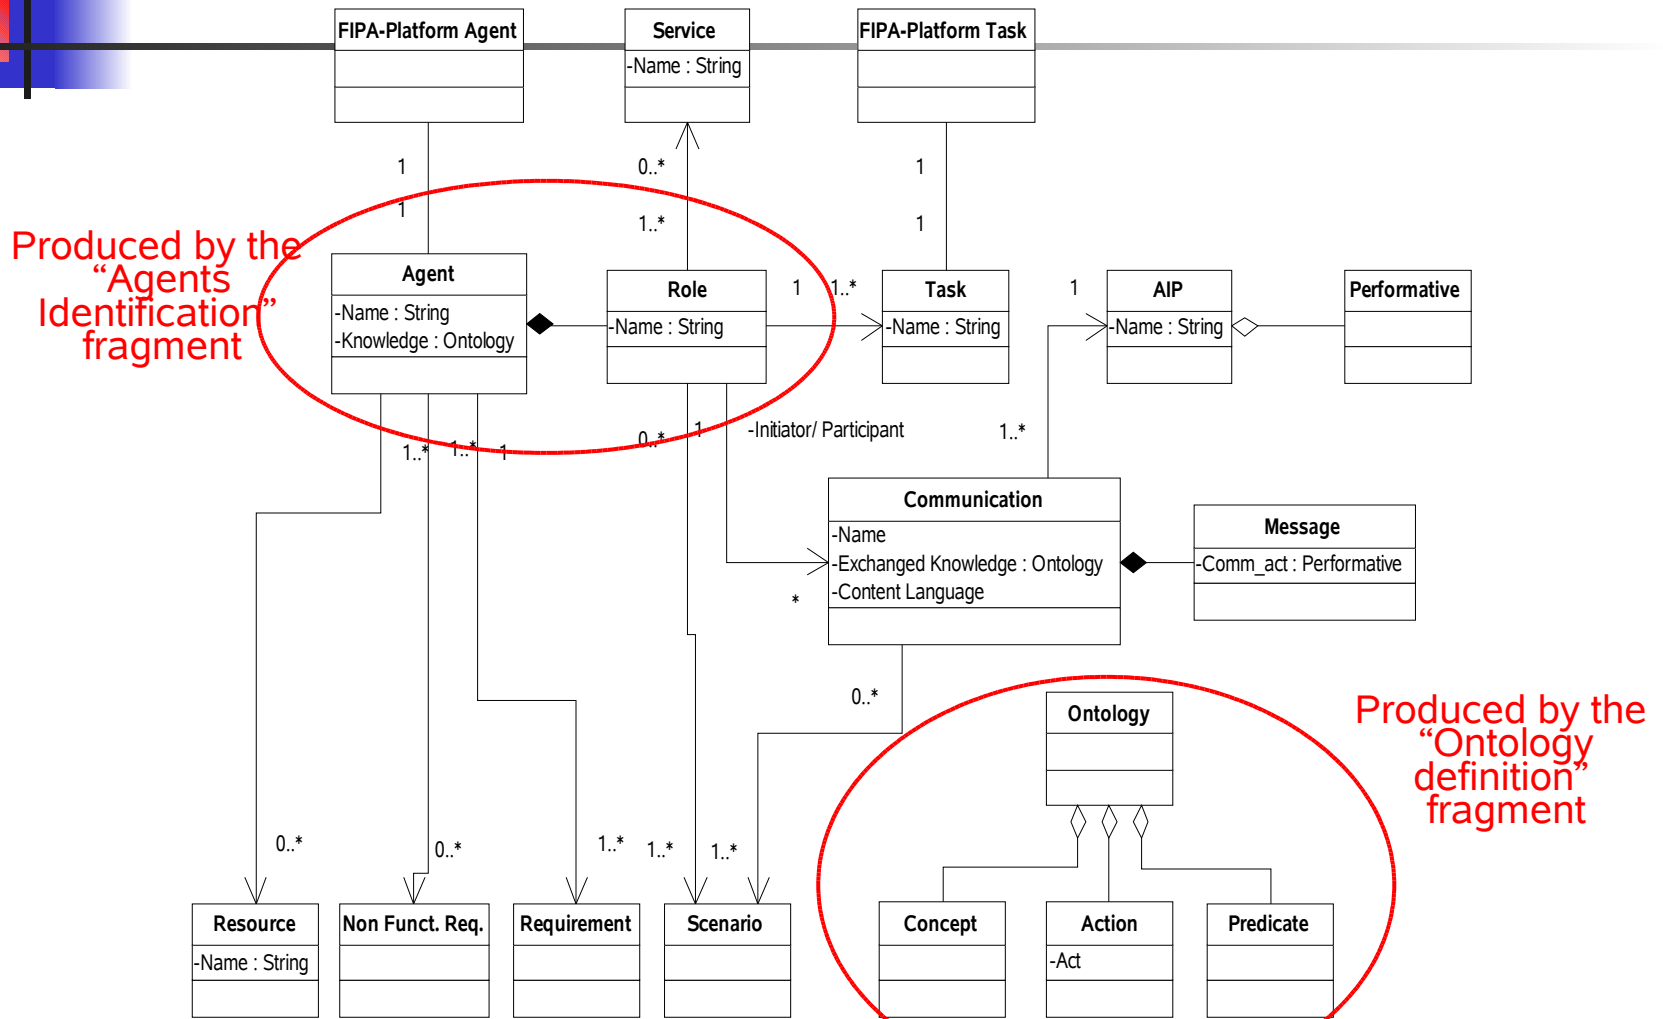 FIPA-Platform Agent
Service
-Name : String
FIPA-Platform Task
1
1
0..*
1..*
1
1
Produced by the
“Agents
Identification”
fragment
Agent
-Name : String
-Knowledge : Ontology
Role
-Name : String
1
1..*
Task
-Name : String
1
AIP
-Name : String
Performative
1..*
1..*
1
0..*
1
-Initiator/ Participant
1..*
Communication
-Name
-Exchanged Knowledge : Ontology
-Content Language
*
Message
-Comm_act : Performative
0..*
Ontology
Produced by the
“Ontology
definition”
fragment
0..*
0..*
1..*
1..*
1..*
Resource
-Name : String
Non Funct. Req.
Requirement
Scenario
Concept
Action
-Act
Predicate